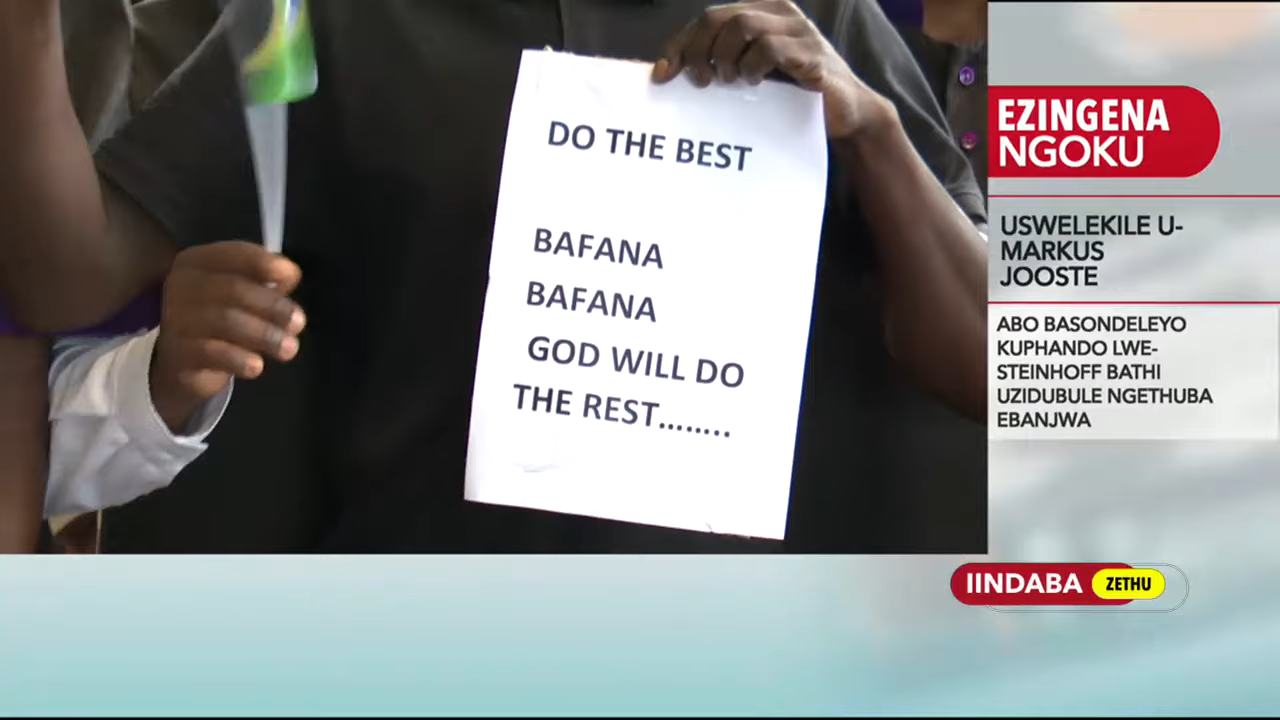 DO THE BEST
BAFANA
BAFANA
GOD WILL DO
THE REST........
EZINGENA
NGOKU
USWELEKILE U-
MARKUS
JOOSTE
ABO BASONDELEYO
KUPHANDO LWE-
STEINHOFF BATHI
UZIDUBULE NGETHUBA
EBANJWA
IINDABA ZETHU